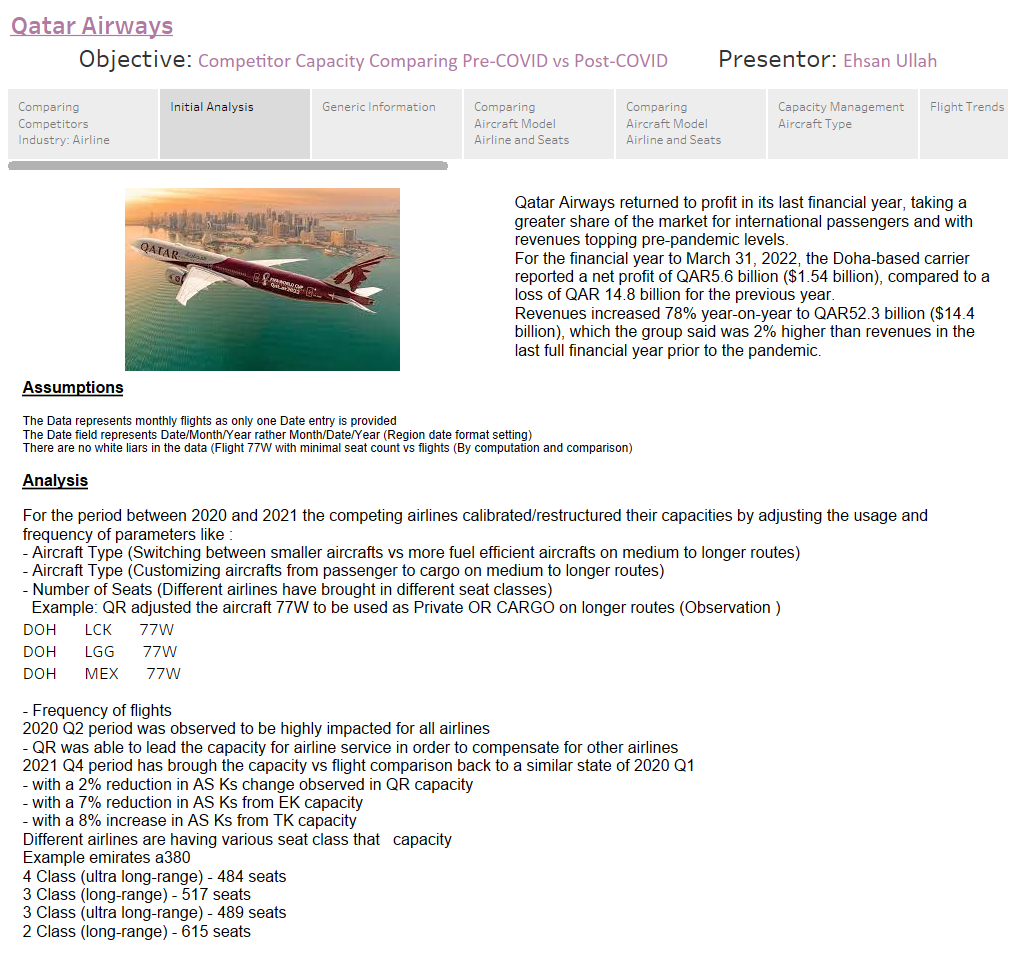 Qatar Airways
Objective: Competitor Capacity Comparing Pre-COVID vs Post-COVID Presentor: Ehsan Ullah
Comparing
Competitors
Industry: Airline
Initial Analysis
Generic Information
Comparing
Aircraft Model
Airline and Seats
Comparing
Aircraft Model
Airline and Seats
Capacity Management
Aircraft Type
Flight Trends
QATAR
FIFA WORLD CUP
Qatar2022
Qatar Airways returned to profit in its last financial year, taking a
greater share of the market for international passengers and with
revenues topping pre-pandemic levels.
For the financial year to March 31, 2022, the Doha-based carrier
reported a net profit of QAR5.6 billion ($1.54 billion), compared to a
loss of QAR 14.8 billion for the previous year.
Revenues increased 78% year-on-year to QAR52.3 billion ($14.4
billion), which the group said was 2% higher than revenues in the
last full financial year prior to the pandemic.
Assumptions
The Data represents monthly flights as only one Date entry is provided
The Date field represents Date/Month/Year rather Month/Date/Year (Region date format setting)
There are no white liars in the data (Flight 77W with minimal seat count vs flights (By computation and comparison)
Analysis
For the period between 2020 and 2021 the competing airlines calibrated/restructured their capacities by adjusting the usage and
frequency of parameters like :
- Aircraft Type (Switching between smaller aircrafts vs more fuel efficient aircrafts on medium to longer routes)
- Aircraft Type (Customizing aircrafts from passenger to cargo on medium to longer routes)
- Number of Seats (Different airlines have brought in different seat classes)
Example: QR adjusted the aircraft 77W to be used as Private OR CARGO on longer routes (Observation )
DOH LCK 77W
DOH LGG 77W
DOH MEX 77W
- Frequency of flights
2020 Q2 period was observed to be highly impacted for all airlines
- QR was able to lead the capacity for airline service in order to compensate for other airlines
2021 Q4 period has brough the capacity vs flight comparison back to a similar state of 2020 Q1
- with a 2% reduction in AS Ks change observed in QR capacity
- with a 7% reduction in AS Ks from EK capacity
- with a 8% increase in AS Ks from TK capacity
Different airlines are having various seat class that capacity
Example emirates a380
4 Class (ultra long-range) - 484 seats
3 Class (long-range) - 517 seats
3 Class (ultra long-range) - 489 seats
2 Class (long-range) - 615 seats